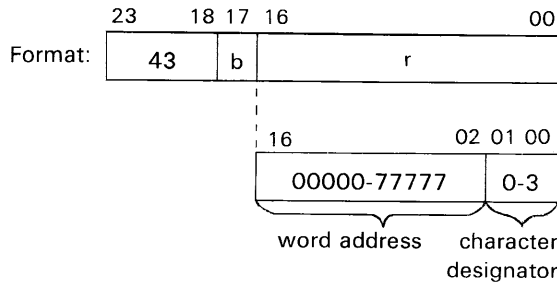 23 18 17 16 00
Format: 43 b r
16 02 01 00
00000-77777 0-3
word address character
designator